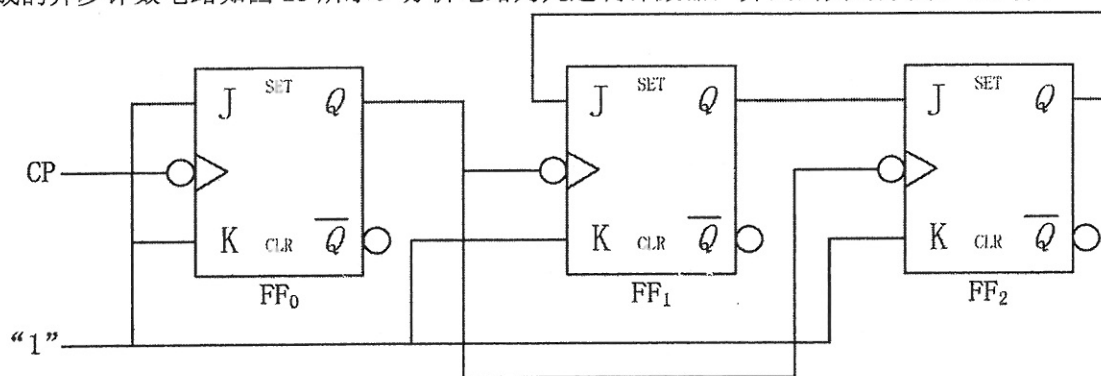 J SET Q J SET Q J SET Q
CP
K CLR Q K CLR Q K CLR Q
FF₀ FF₁ FF₂
“1”